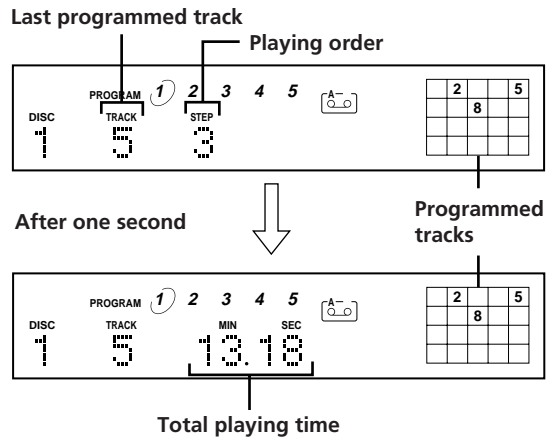 Last programmed track
Playing order
PROGRAM 1 2 3 4 5 A
DISC TRACK STEP
1 5 3
2 5
8
After one second
Programmed
tracks
PROGRAM 1 2 3 4 5 A
DISC TRACK MIN SEC
1 5 13.18
2 5
8
Total playing time